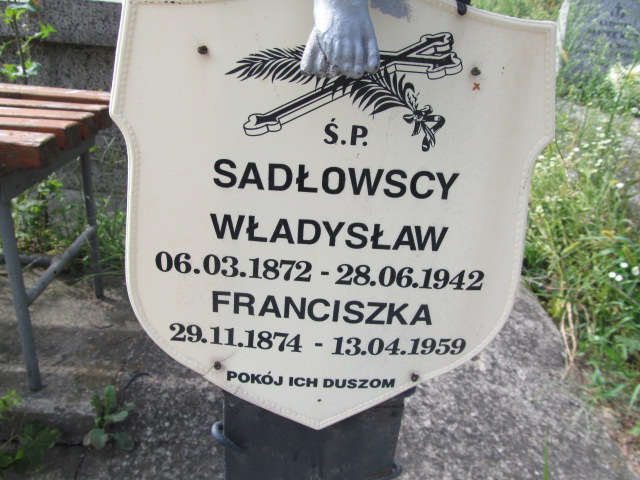 Ś.P.
SADŁOWSCY
WŁADYSŁAW
06.03.1872 - 28.06.1942
FRANCISZKA
29.11.1874 - 13.04.1959
POKÓJ ICH DUSZOM